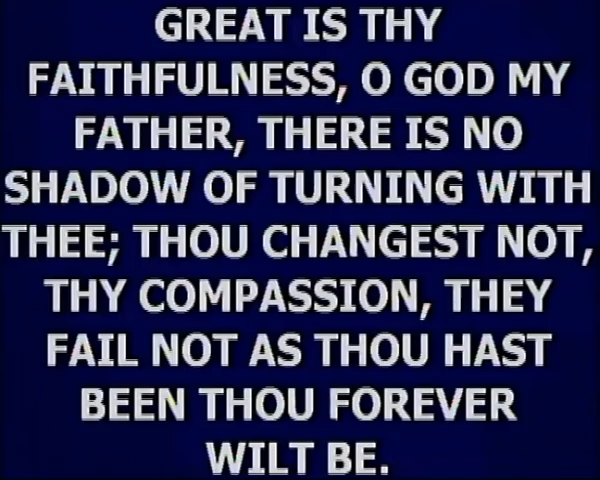 GREAT IS THY
FAITHFULNESS, O GOD MY
FATHER, THERE IS NO
SHADOW OF TURNING WITH
THEE; THOU CHANGEST NOT,
THY COMPASSION, THEY
FAIL NOT AS THOU HAST
BEEN THOU FOREVER
WILT BE.